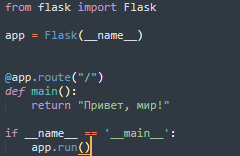 from flask import Flask
app = Flask(__name__)
@app.route("/")
def main():
    return "Привет, мир!"
if __name__ == '__main__':
    app.run()